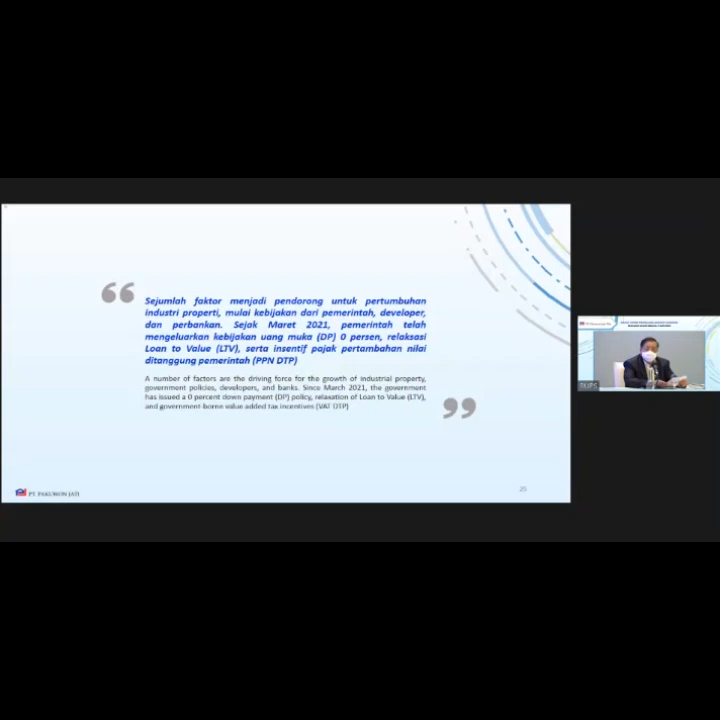 Sejumlah faktor menjadi pendorong untuk pertumbuhan
industri properti, mulai kebijakan dari pemerintah, developer,
dan perbankan. Sejak Maret 2021, pemerintah telah
mengeluarkan kebijakan uang muka (DP) 0 persen, relaksasi
Loan to Value (LTV), serta insentif pajak pertambahan nilai
ditanggung pemerintah (PPN DTP)
A number of factors are the driving force for the growth of industrial property,
government policies, developers, and banks. Since March 2021, the government
has issued a 0 percent down payment (DP) policy, relaxation of Loan to Value (LTV),
and government-borne value added tax incentives (VAT DTP)
PT. PAKUWON JATI
25